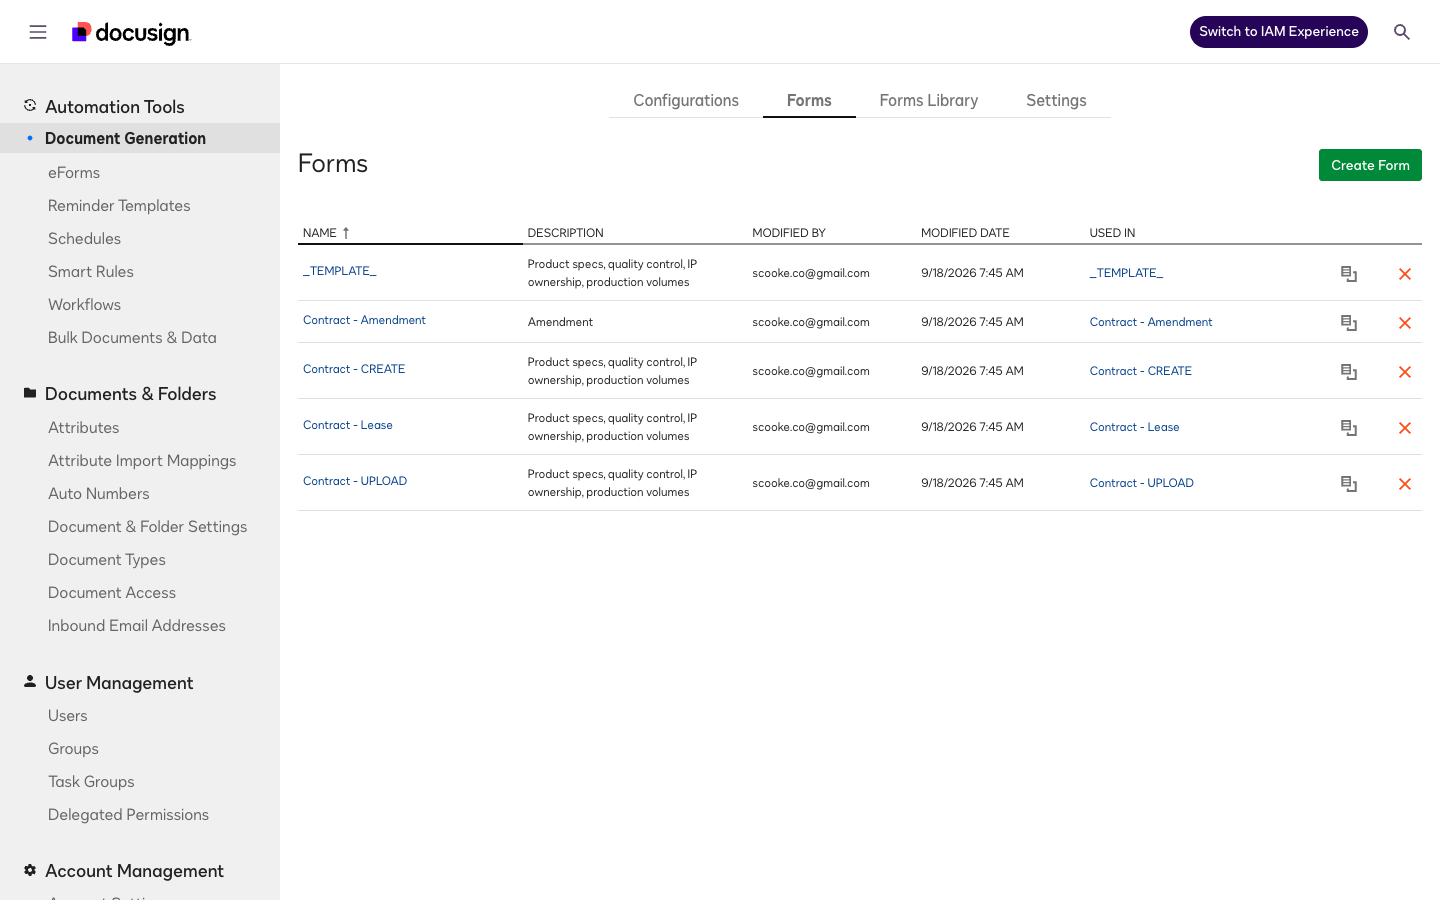 docusign
Switch to IAM Experience
Automation Tools
Document Generation
eForms
Reminder Templates
Schedules
Smart Rules
Workflows
Bulk Documents & Data
Documents & Folders
Attributes
Attribute Import Mappings
Auto Numbers
Document & Folder Settings
Document Types
Document Access
Inbound Email Addresses
User Management
Users
Groups
Task Groups
Delegated Permissions
Account Management
Configurations
Forms
Forms Library
Settings
Forms
Create Form
NAME ↑ DESCRIPTION MODIFIED BY MODIFIED DATE USED IN
_TEMPLATE_ Product specs, quality control, IP scooke.co@gmail.com 9/18/2026 7:45 AM _TEMPLATE_
ownership, production volumes
Contract - Amendment Amendment scooke.co@gmail.com 9/18/2026 7:45 AM Contract - Amendment
Contract - CREATE Product specs, quality control, IP scooke.co@gmail.com 9/18/2026 7:45 AM Contract - CREATE
ownership, production volumes
Contract - Lease Product specs, quality control, IP scooke.co@gmail.com 9/18/2026 7:45 AM Contract - Lease
ownership, production volumes
Contract - UPLOAD Product specs, quality control, IP scooke.co@gmail.com 9/18/2026 7:45 AM Contract - UPLOAD
ownership, production volumes